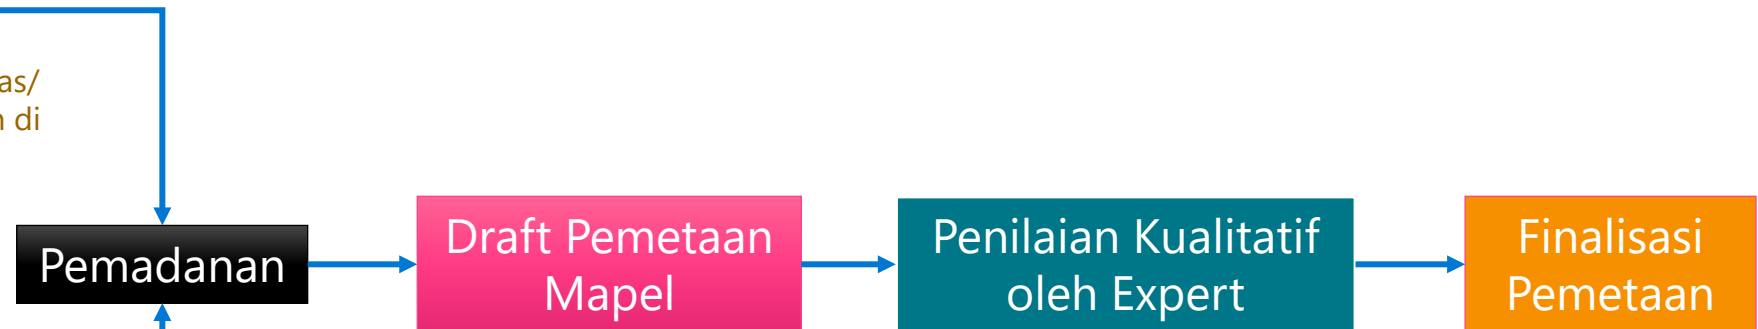 as/
n di
Pemadanan
Draft Pemetaan
Mapel
Penilaian Kualitatif
oleh Expert
Finalisasi
Pemetaan